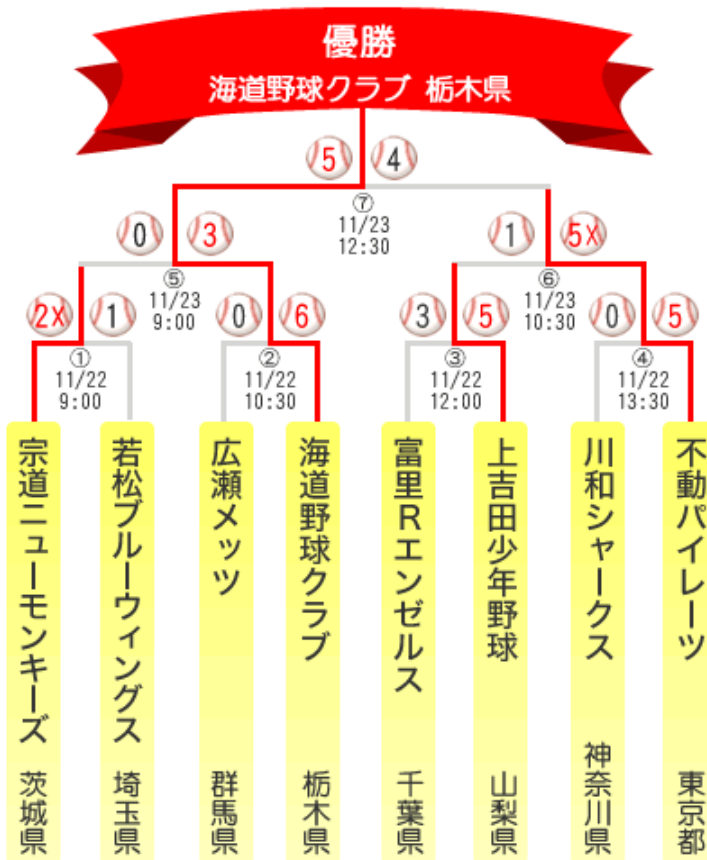 優勝
海道野球クラブ 栃木県
5 4
⑦
11/23
12:30
0 3
⑤
11/23
9:00
1 5X
⑥
11/23
10:30
2X 1
①
11/22
9:00
0 6
②
11/22
10:30
3 5
③
11/22
12:00
0 5
④
11/22
13:30
宗道ニューモンキーズ 茨城県
若松ブルーウィングス 埼玉県
広瀬メッツ 群馬県
海道野球クラブ 栃木県
富里Rエンゼルス 千葉県
上吉田少年野球 山梨県
川和シャークス 神奈川県
不動パイレーツ 東京都